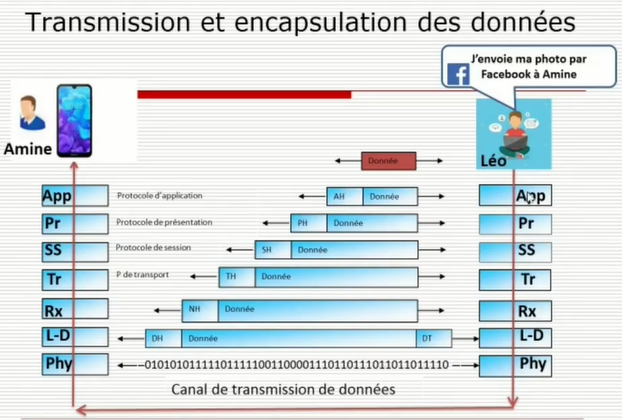 Transmission et encapsulation des données
J'envoie ma photo par
Facebook à Amine
f
Amine
Léo
Donnée
App Protocole d'application AH Donnée App
Pr Protocole de présentation PH Donnée Pr
SS Protocole de session SH Donnée SS
Tr P de transport TH Donnée Tr
Rx NH Donnée Rx
L-D DH Donnée DT L-D
Phy --0101010111110111110011000011101101110110110111110 --- Phy
Canal de transmission de données